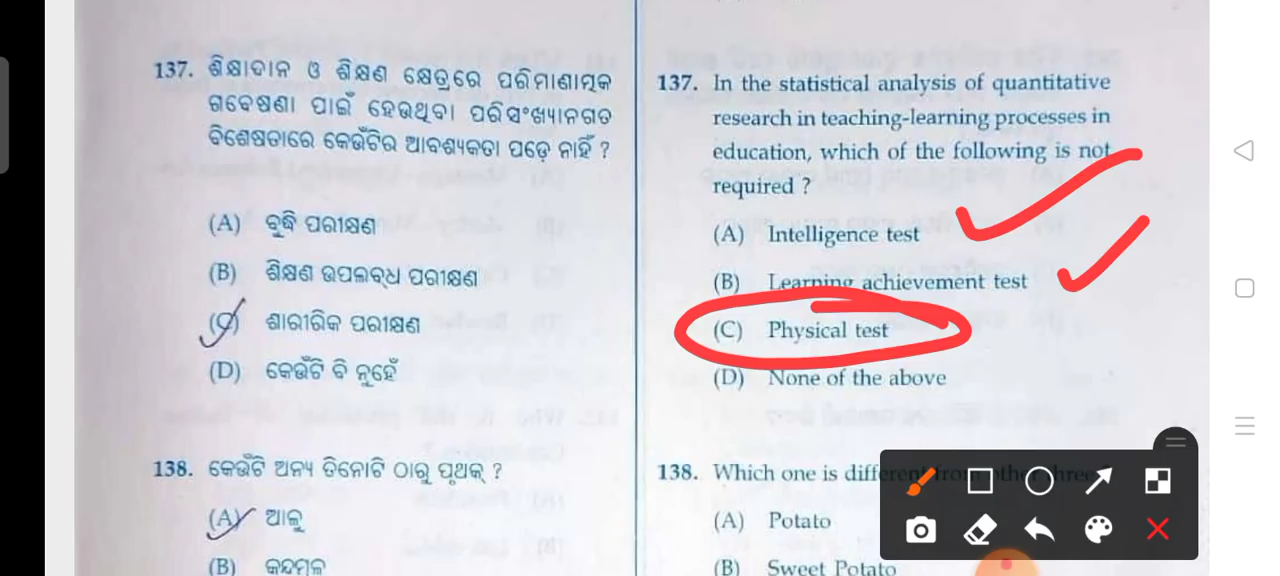 137. ଶିକ୍ଷାଦାନ ଓ ଶିକ୍ଷଣ କ୍ଷେତ୍ରରେ ପରିମାଣାତ୍ମକ
ଗବେଷଣା ପାଇଁ ହେଉଥିବା ପରିସଂଖ୍ୟାନଗତ
ବିଶେଷତାରେ କେଉଁଟିର ଆବଶ୍ୟକତା ପଡ଼େ ନାହିଁ ?
(A) ବୁଦ୍ଧି ପରୀକ୍ଷଣ
(B) ଶିକ୍ଷଣ ଉପଲବ୍ଧ ପରୀକ୍ଷଣ
(C) ଶାରୀରିକ ପରୀକ୍ଷଣ
(D) କେଉଁଟି ବି ନୁହେଁ
138. କେଉଁଟି ଅନ୍ୟ ତିନୋଟି ଠାରୁ ପୃଥକ୍ ?
(A) ଆଳୁ
(B) କନ୍ଦମୂଳ
137. In the statistical analysis of quantitative
research in teaching-learning processes in
education, which of the following is not
required ?
(A) Intelligence test
(B) Learning achievement test
(C) Physical test
(D) None of the above
138. Which one is different from other three
(A) Potato
(B) Sweet Potato